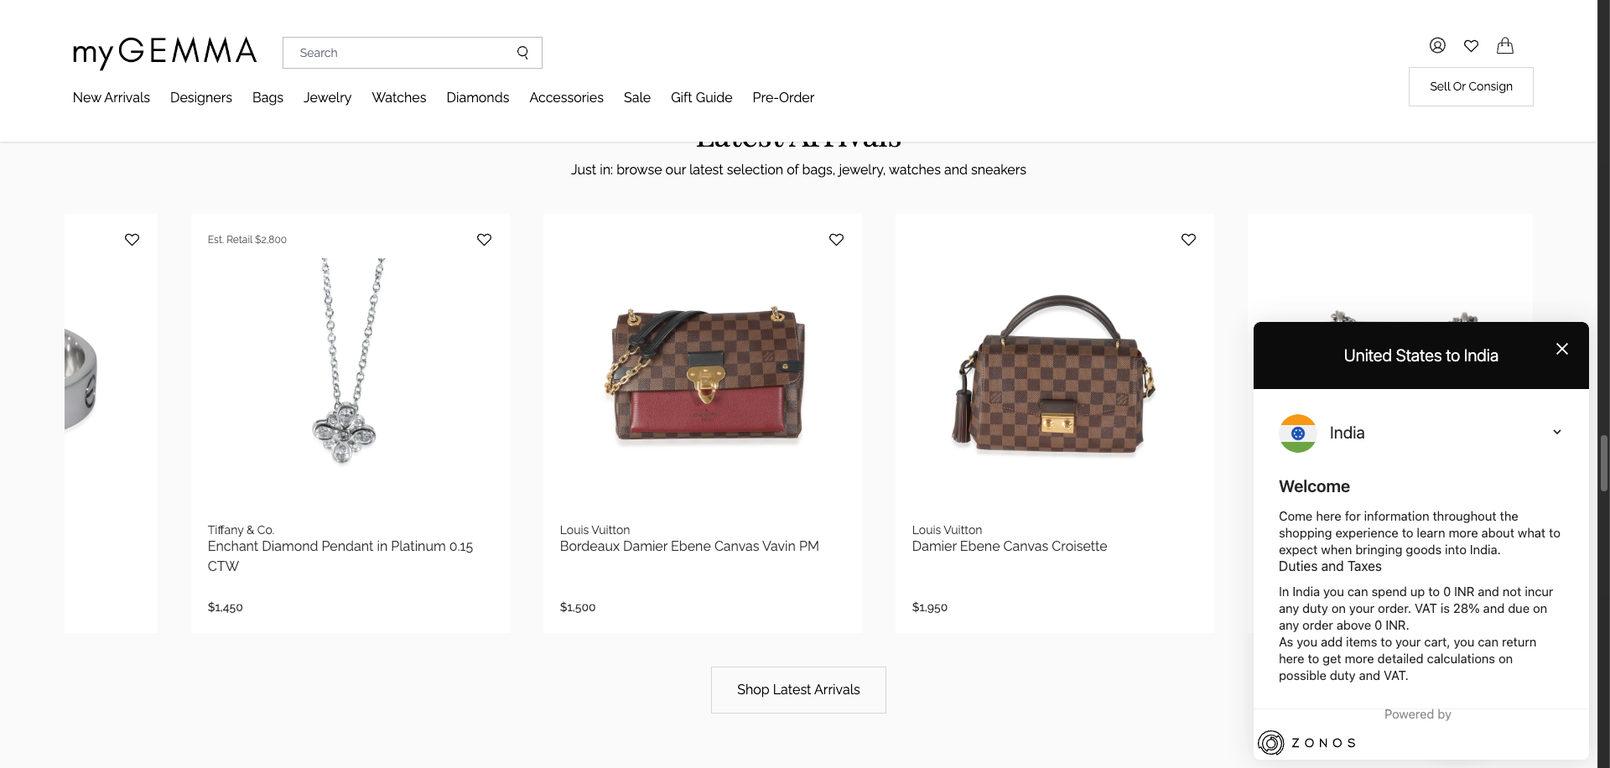 myGEMMA
Search
Sell Or Consign
New Arrivals Designers Bags Jewelry Watches Diamonds Accessories Sale Gift Guide Pre-Order
Latest Arrivals
Just in: browse our latest selection of bags, jewelry, watches and sneakers
Est. Retail $2,800
Tiffany & Co.
Enchant Diamond Pendant in Platinum 0.15
CTW
$1,450
Louis Vuitton
Bordeaux Damier Ebene Canvas Vavin PM
$1,500
Louis Vuitton
Damier Ebene Canvas Croisette
$1,950
Shop Latest Arrivals
United States to India
India
Welcome
Come here for information throughout the
shopping experience to learn more about what to
expect when bringing goods into India.
Duties and Taxes
In India you can spend up to 0 INR and not incur
any duty on your order. VAT is 28% and due on
any order above 0 INR.
As you add items to your cart, you can return
here to get more detailed calculations on
possible duty and VAT.
Powered by
ZONOS